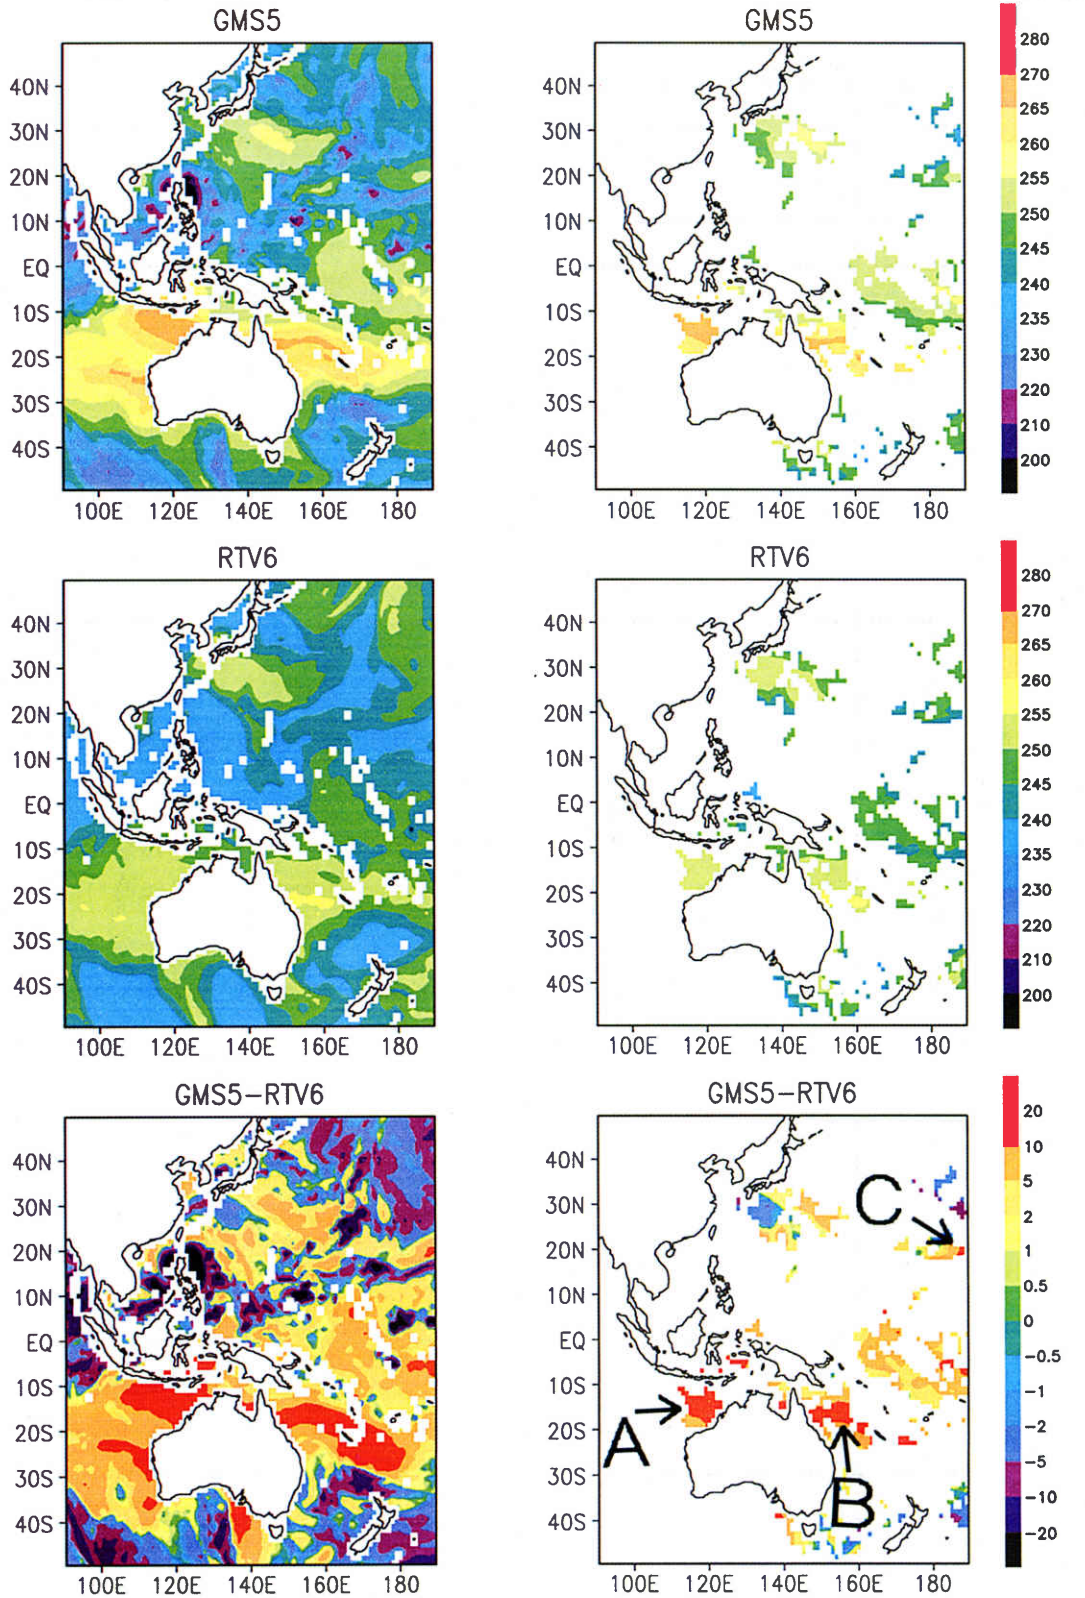 GMS5
GMS5
40N
30N
20N
10N
EQ
10S
20S
30S
40S
100E 120E 140E 160E 180
40N
30N
20N
10N
EQ
10S
20S
30S
40S
100E 120E 140E 160E 180
280
270
265
260
255
250
245
240
235
230
220
210
200
RTV6
RTV6
40N
30N
20N
10N
EQ
10S
20S
30S
40S
100E 120E 140E 160E 180
40N
30N
20N
10N
EQ
10S
20S
30S
40S
100E 120E 140E 160E 180
280
270
265
260
255
250
245
240
235
230
220
210
200
GMS5−RTV6
GMS5−RTV6
40N
30N
20N
10N
EQ
10S
20S
30S
40S
100E 120E 140E 160E 180
40N
30N
20N
10N
EQ
10S
20S
30S
40S
C
A
B
100E 120E 140E 160E 180
20
10
5
2
1
0.5
0
−0.5
−1
−2
−5
−10
−20